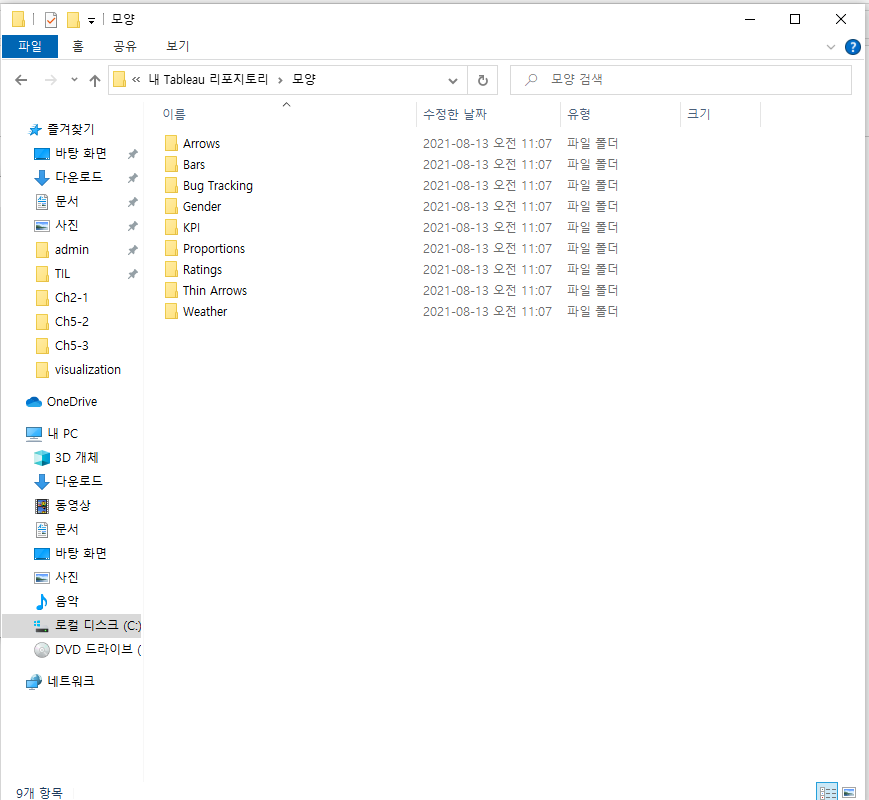 모양
파일 홈 공유 보기
« 내 Tableau 리포지토리 › 모양
모양 검색
이름 수정한 날짜 유형 크기
즐겨찾기
바탕 화면
다운로드
문서
사진
admin
TIL
Ch2-1
Ch5-2
Ch5-3
visualization
OneDrive
내 PC
3D 개체
다운로드
동영상
문서
바탕 화면
사진
음악
로컬 디스크 (C:)
DVD 드라이브 (
네트워크
Arrows 2021-08-13 오전 11:07 파일 폴더
Bars 2021-08-13 오전 11:07 파일 폴더
Bug Tracking 2021-08-13 오전 11:07 파일 폴더
Gender 2021-08-13 오전 11:07 파일 폴더
KPI 2021-08-13 오전 11:07 파일 폴더
Proportions 2021-08-13 오전 11:07 파일 폴더
Ratings 2021-08-13 오전 11:07 파일 폴더
Thin Arrows 2021-08-13 오전 11:07 파일 폴더
Weather 2021-08-13 오전 11:07 파일 폴더
9개 항목